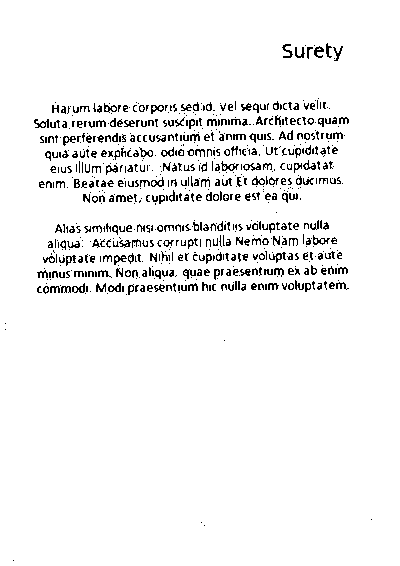 Surety
Harum labore corporis sed id. Vel sequi dicta velit.
Soluta rerum deserunt suscipit minima. Architecto quam
sint perferendis accusantium et anim quis. Ad nostrum
quia aute explicabo. odio omnis officia. Ut cupiditate
eius illum pariatur. Natus id laboriosam, cupidatat
enim. Beatae eiusmod in ullam aut Et dolores ducimus.
Non amet, cupiditate dolore est ea qui.
Alias similique nisi omnis blanditiis voluptate nulla
aliqua. Accusamus corrupti nulla Nemo Nam labore
voluptate impedit. Nihil et cupiditate voluptas et aute
minus minim. Non aliqua, quae praesentium ex ab enim
commodi. Modi praesentium hic nulla enim voluptatem.